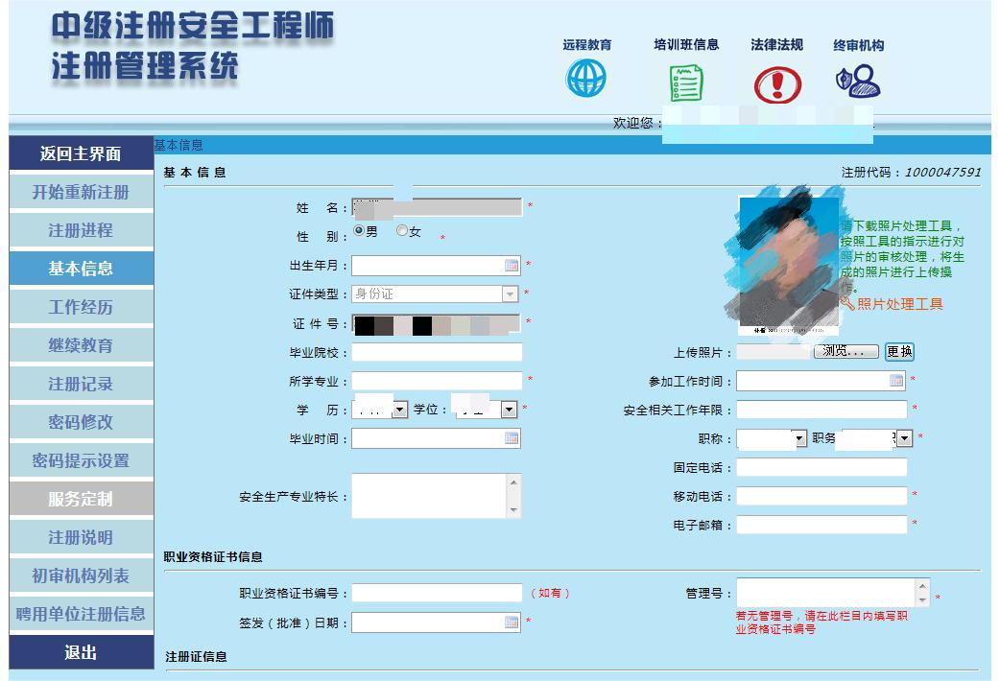 中级注册安全工程师
注册管理系统
远程教育 培训班信息 法律法规 终审机构
欢迎您：
返回主界面
开始重新注册
注册进程
基本信息
工作经历
继续教育
注册记录
密码修改
密码提示设置
服务定制
注册说明
初审机构列表
聘用单位注册信息
退出
基本信息
基本信息 注册代码：1000047591
姓 名： *
性 别： 男 女 *
出生年月： *
证件类型：身份证 *
证件号： *
毕业院校：
所学专业： *
学 历： 学位： *
毕业时间：
安全生产专业特长：
请下载照片处理工具，
按照工具的指示进行对
照片的审核处理，将生
成的照片进行上传操
作。
照片处理工具
上传照片： 浏览... 更换
参加工作时间： *
安全相关工作年限： *
职称： 职务 *
固定电话：
移动电话： *
电子邮箱： *
职业资格证书信息
职业资格证书编号： （如有）
签发（批准）日期： *
管理号： *
若无管理号，请在此栏目内填写职
业资格证书编号
注册证信息